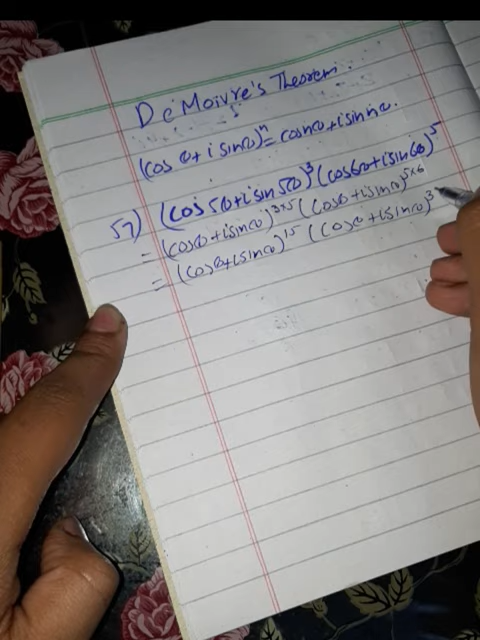 De Moivre's Theorem.
(cos θ + i sin θ)ⁿ = cos nθ + i sin nθ.
57) (cos 5θ + i sin 5θ)³ (cos 6θ + i sin 6θ)⁵
= (cos θ + i sin θ)³ˣ⁵ (cos θ + i sin θ)⁵ˣ⁶
= (cos θ + i sin θ)¹⁵ (cos θ + i sin θ)³